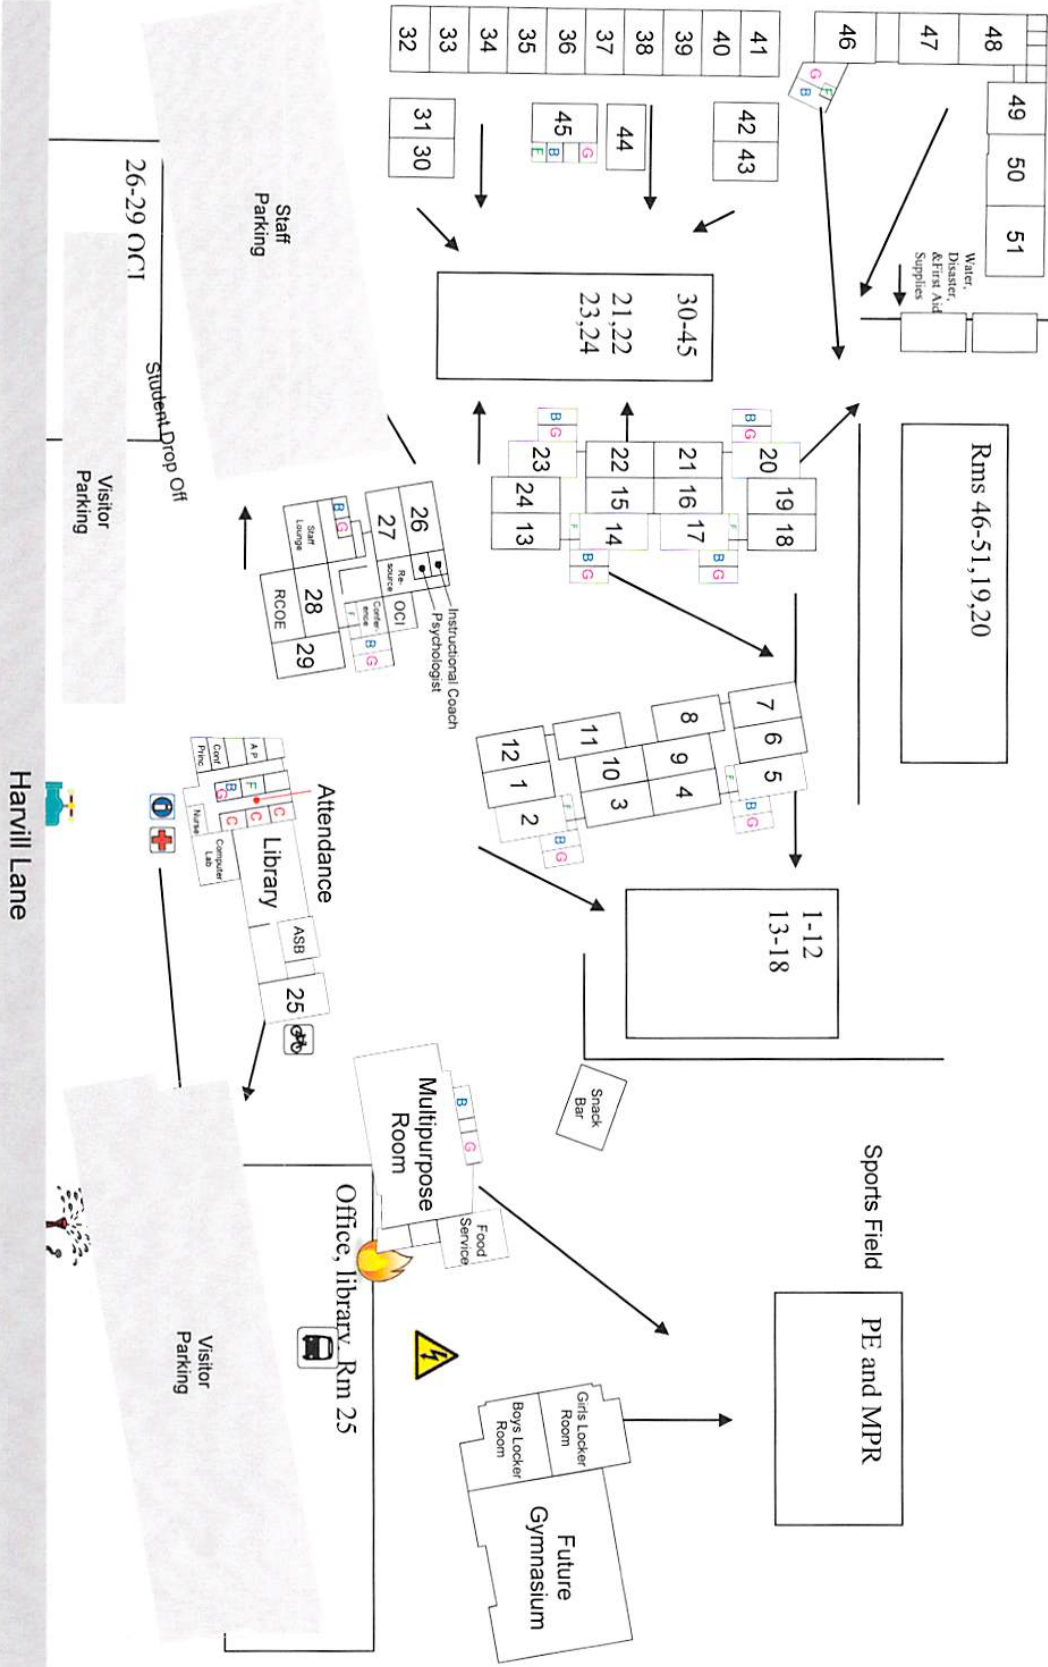 32
33
34
35
36
37
38
39
40
41
46
47
48
31
30
45
44
42
43
49
50
51
G
F
B
F
B
G
Water,
Disaster,
&First Aid
Supplies
30-45
21,22
23,24
Rms 46-51,19,20
B
G
23
22
21
B
G
20
24
15
16
19
13
14
17
18
F
B
G
F
B
G
Staff
Parking
26-29 OCI
Student Drop Off
Visitor
Parking
26
27
B
G
Staff
Lounge
28
RCOE
29
Re-
source
OCI
Confer-
ence
F
B
G
Instructional Coach
Psychologist
7
6
5
8
9
4
11
10
3
12
1
2
F
B
G
F
B
G
1-12
13-18
Attendance
A P
Conf
Princ.
F
B
G
C
C
C
Nurse
Computer
Lab
Library
ASB
25
Snack
Bar
Multipurpose
Room
B
G
Food
Service
Sports Field
PE and MPR
Office, library, Rm 25
Visitor
Parking
Girls Locker
Room
Boys Locker
Room
Future
Gymnasium
Harvill Lane